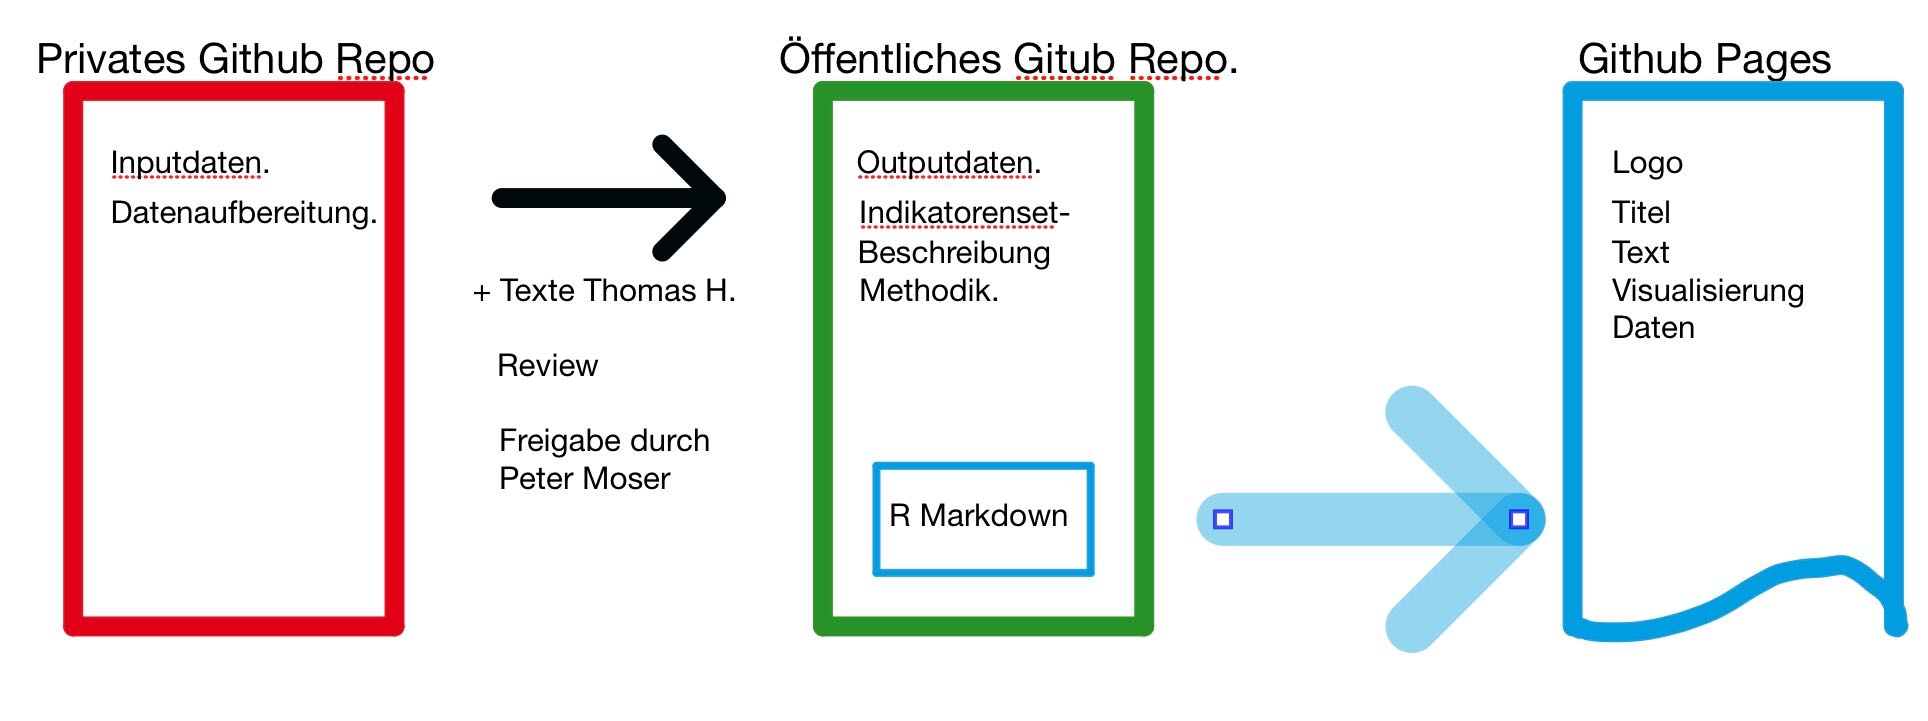 Privates Github Repo
Inputdaten.
Datenaufbereitung.
+ Texte Thomas H.
Review
Freigabe durch
Peter Moser
Öffentliches Gitub Repo.
Outputdaten.
Indikatorenset-
Beschreibung
Methodik.
R Markdown
Github Pages
Logo
Titel
Text
Visualisierung
Daten